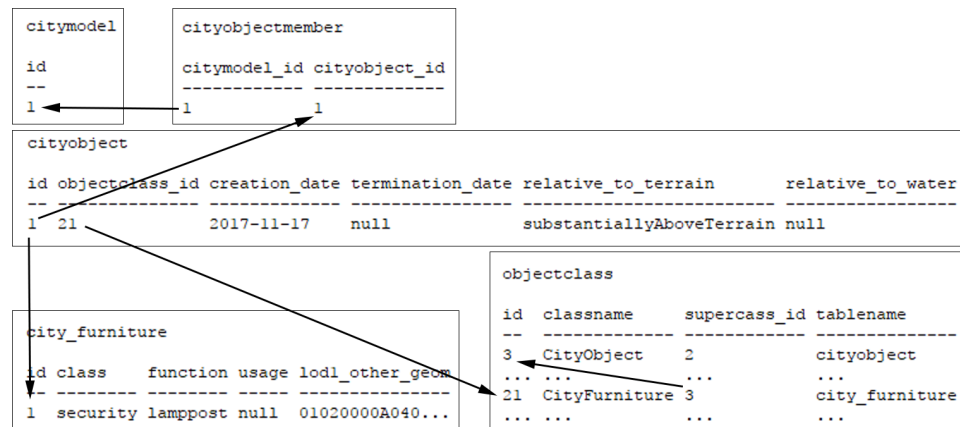 citymodel
id
--
1
cityobjectmember
citymodel_id cityobject_id
------------ -------------
1 1
cityobject
id objectclass_id creation_date termination_date relative_to_terrain relative_to_water
-- -------------- ------------- ---------------- ------------------------- -----------------
1 21 2017-11-17 null substantiallyAboveTerrain null
city_furniture
id class function usage lod1_other_geom
-- -------- -------- ----- ---------------
1 security lamppost null 01020000A040...
objectclass
id classname supercass_id tablename
-- ------------- ------------ --------------
3 CityObject 2 cityobject
... ... ... ...
21 CityFurniture 3 city_furniture
... ... ... ...